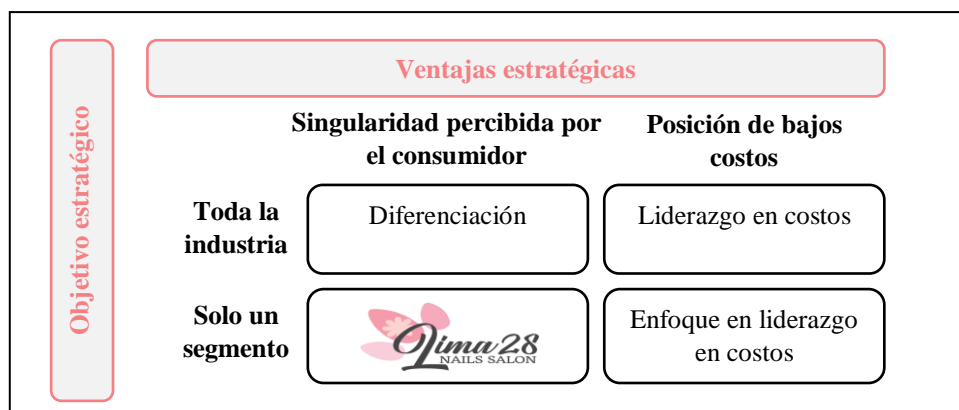 Ventajas estratégicas
Objetivo estratégico
Singularidad percibida por
el consumidor
Posición de bajos
costos
Toda la
industria
Diferenciación
Liderazgo en costos
Solo un
segmento
Lima 28
NAILS SALON
Enfoque en liderazgo
en costos